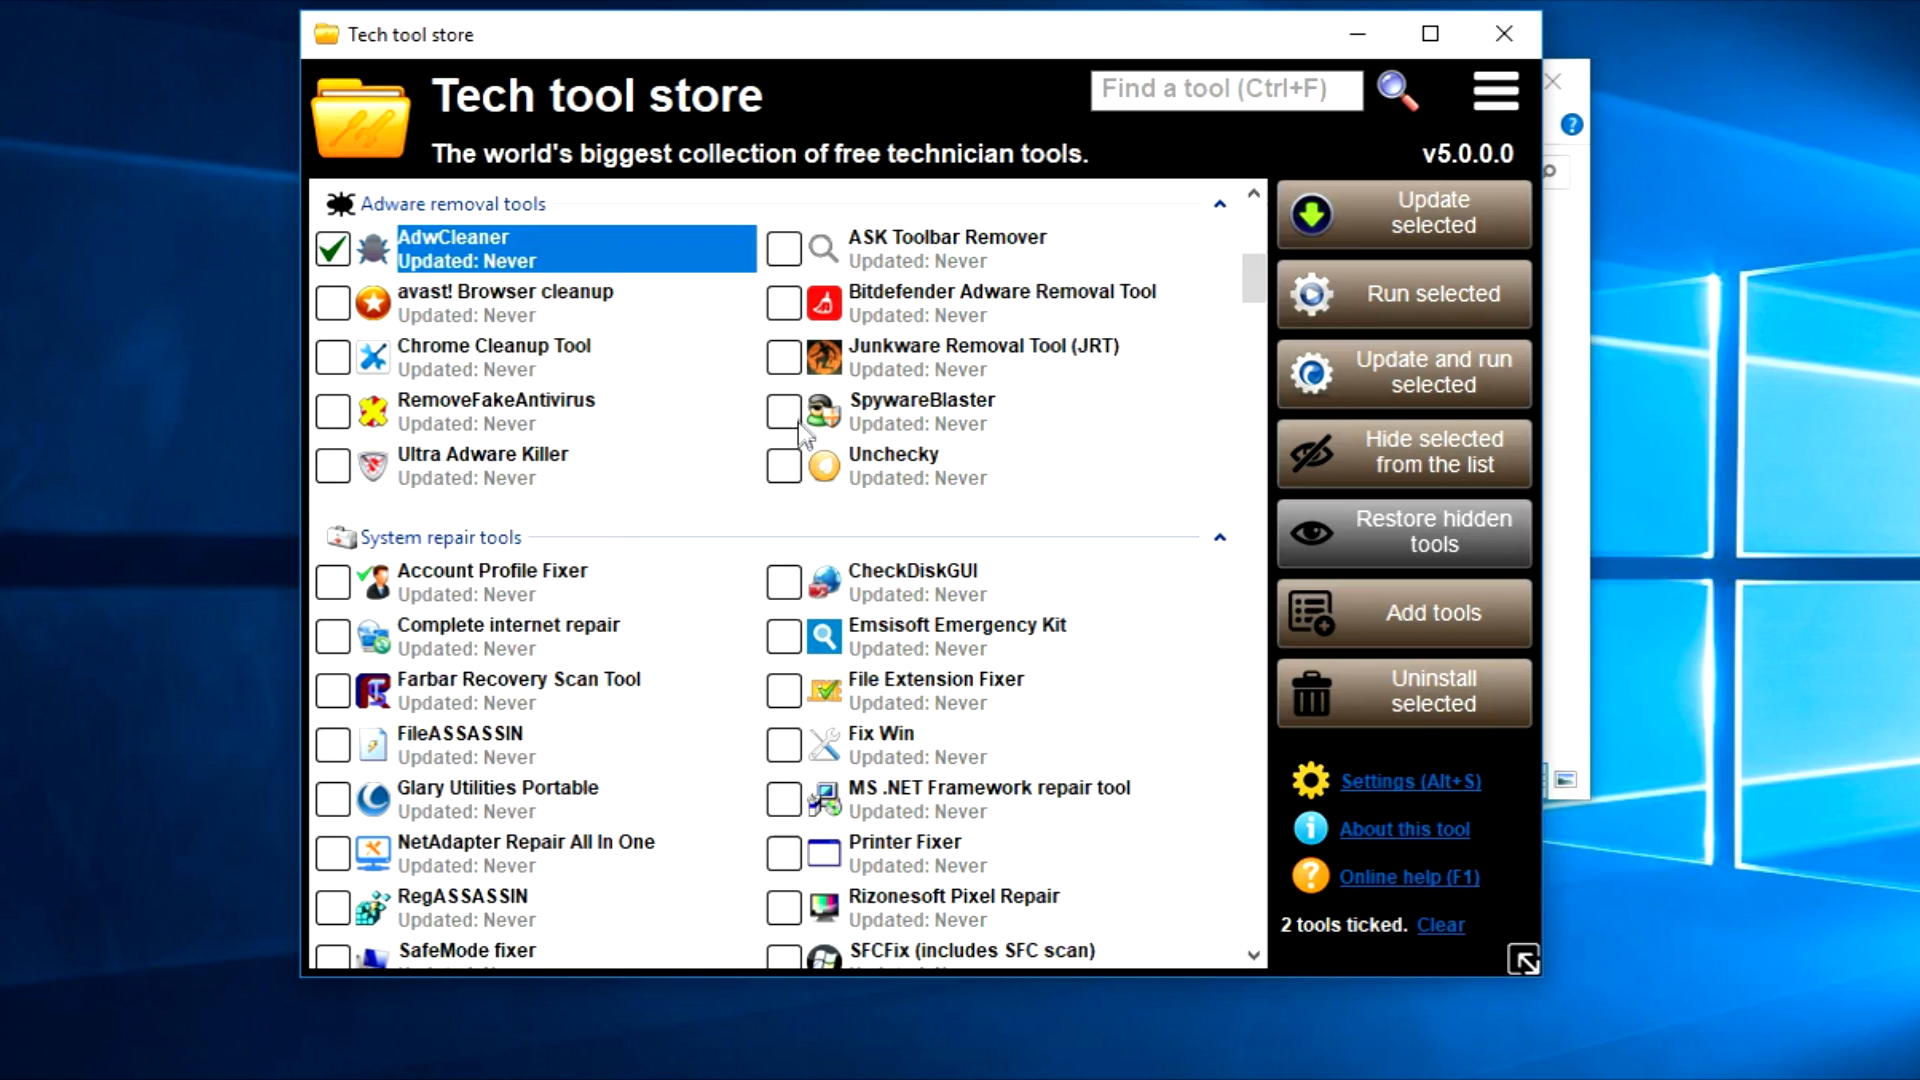 Tech tool store
Tech tool store
Find a tool (Ctrl+F)
The world's biggest collection of free technician tools.
v5.0.0.0
Adware removal tools
AdwCleaner
Updated: Never
ASK Toolbar Remover
Updated: Never
avast! Browser cleanup
Updated: Never
Bitdefender Adware Removal Tool
Updated: Never
Chrome Cleanup Tool
Updated: Never
Junkware Removal Tool (JRT)
Updated: Never
RemoveFakeAntivirus
Updated: Never
SpywareBlaster
Updated: Never
Ultra Adware Killer
Updated: Never
Unchecky
Updated: Never
System repair tools
Account Profile Fixer
Updated: Never
CheckDiskGUI
Updated: Never
Complete internet repair
Updated: Never
Emsisoft Emergency Kit
Updated: Never
Farbar Recovery Scan Tool
Updated: Never
File Extension Fixer
Updated: Never
FileASSASSIN
Updated: Never
Fix Win
Updated: Never
Glary Utilities Portable
Updated: Never
MS .NET Framework repair tool
Updated: Never
NetAdapter Repair All In One
Updated: Never
Printer Fixer
Updated: Never
RegASSASSIN
Updated: Never
Rizonesoft Pixel Repair
Updated: Never
SafeMode fixer
SFCFix (includes SFC scan)
Update
selected
Run selected
Update and run
selected
Hide selected
from the list
Restore hidden
tools
Add tools
Uninstall
selected
Settings (Alt+S)
About this tool
Online help (F1)
2 tools ticked. Clear